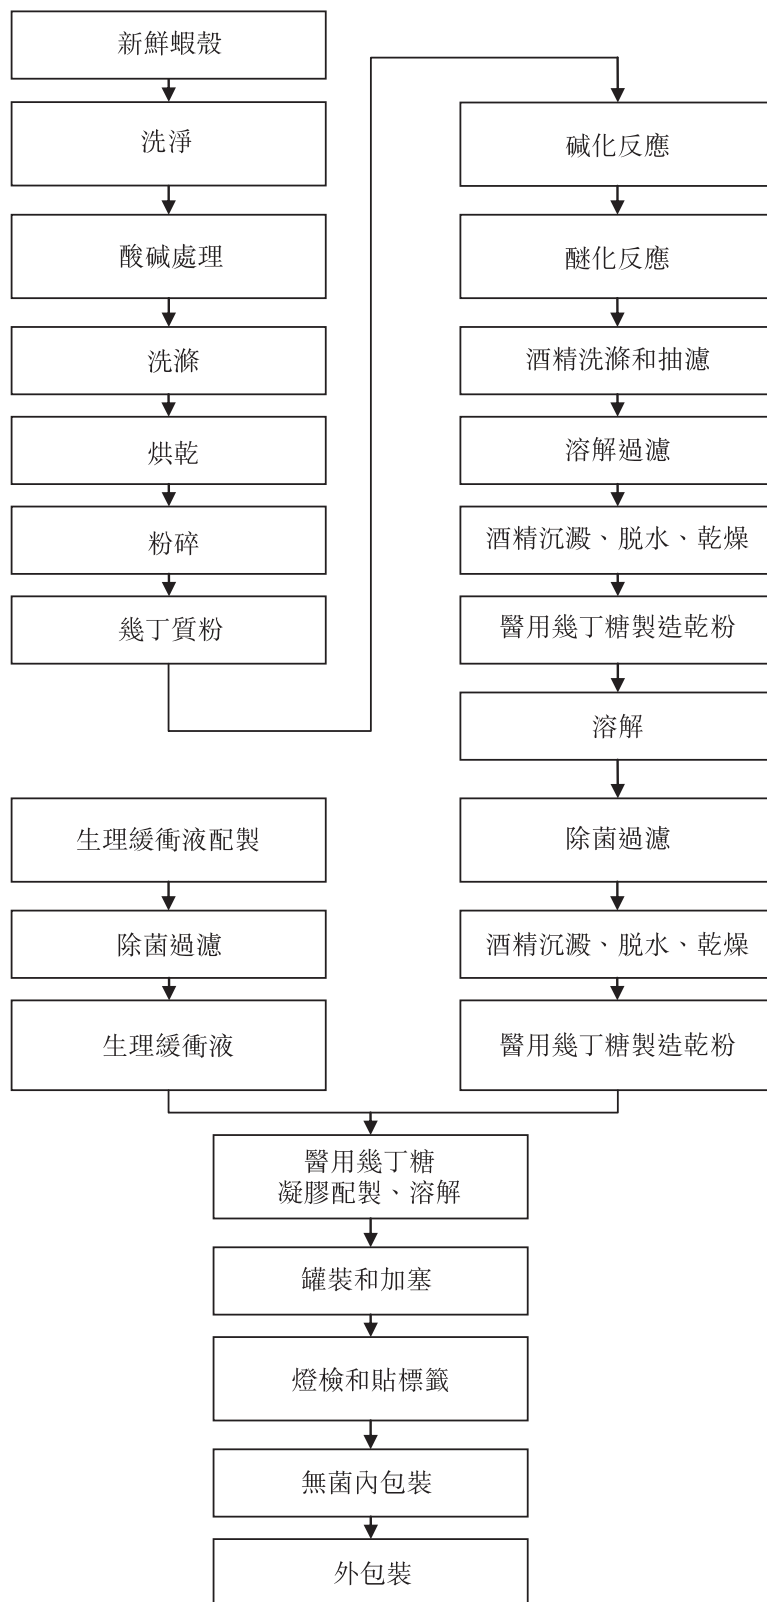 新鮮蝦殼
洗淨
酸碱處理
洗滌
烘乾
粉碎
幾丁質粉
碱化反應
醚化反應
酒精洗滌和抽濾
溶解過濾
酒精沉澱、脱水、乾燥
醫用幾丁糖製造乾粉
溶解
除菌過濾
酒精沉澱、脱水、乾燥
醫用幾丁糖製造乾粉
生理緩衝液配製
除菌過濾
生理緩衝液
醫用幾丁糖
凝膠配製、溶解
罐裝和加塞
燈檢和貼標籤
無菌內包裝
外包裝